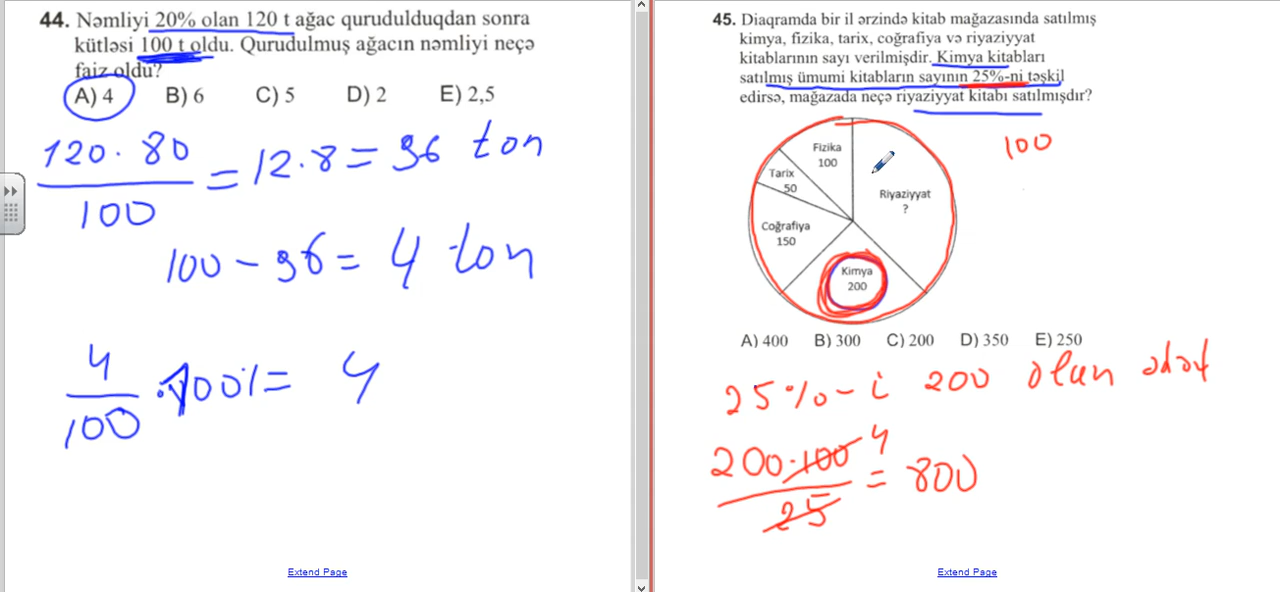 44. Nəmliyi 20% olan 120 t ağac qurudulduqdan sonra
kütləsi 100 t oldu. Qurudulmuş ağacın nəmliyi neçə
faiz oldu?
A) 4 B) 6 C) 5 D) 2 E) 2,5
120 · 80
100
= 12 · 8 = 96 ton
100 - 96 = 4 ton
4
100
· 100% = 4
Extend Page
45. Diaqramda bir il ərzində kitab mağazasında satılmış
kimya, fizika, tarix, coğrafiya və riyaziyyat
kitablarının sayı verilmişdir. Kimya kitabları
satılmış ümumi kitabların sayının 25%-ni təşkil
edirsə, mağazada neçə riyaziyyat kitabı satılmışdır?
100
Fizika
100
Tarix
50
Riyaziyyat
?
Coğrafiya
150
Kimya
200
A) 400 B) 300 C) 200 D) 350 E) 250
25%-i 200 olan ədəd
200 · 100 4
25
= 800
Extend Page